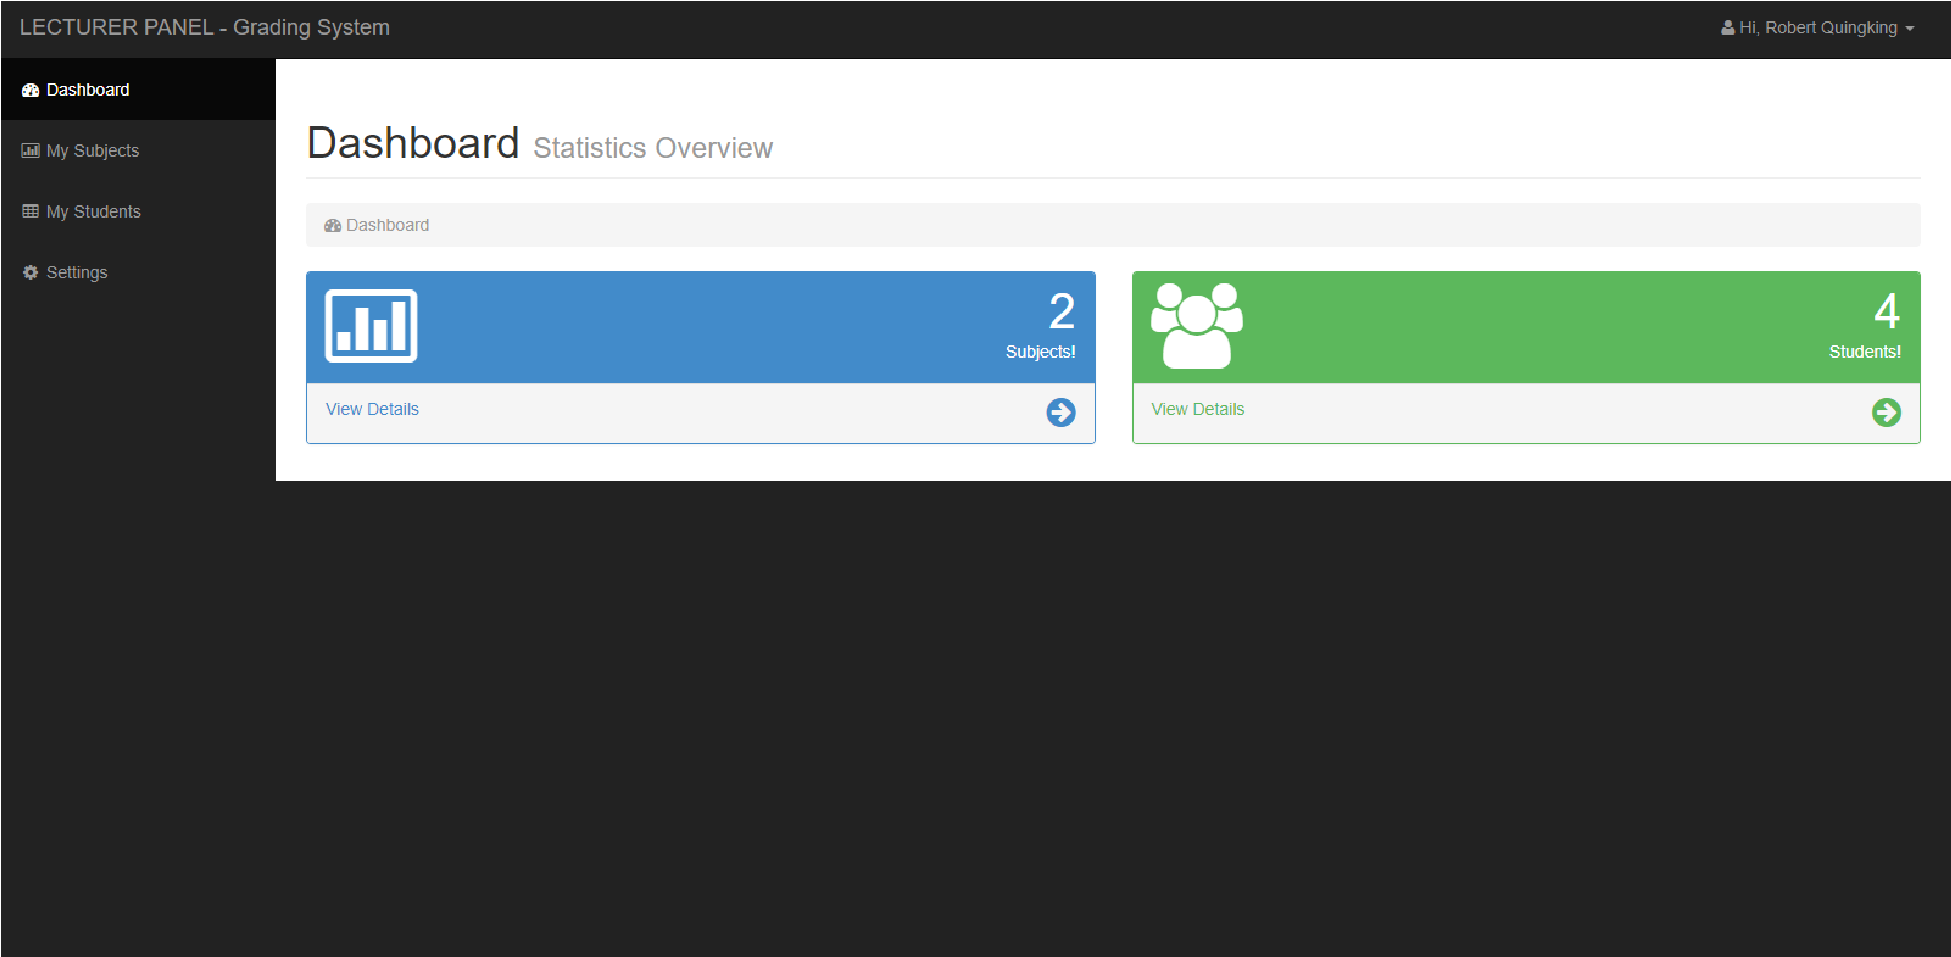 LECTURER PANEL - Grading System
Hi, Robert Quingking
Dashboard
My Subjects
My Students
Settings
Dashboard Statistics Overview
Dashboard
2
Subjects!
View Details
4
Students!
View Details